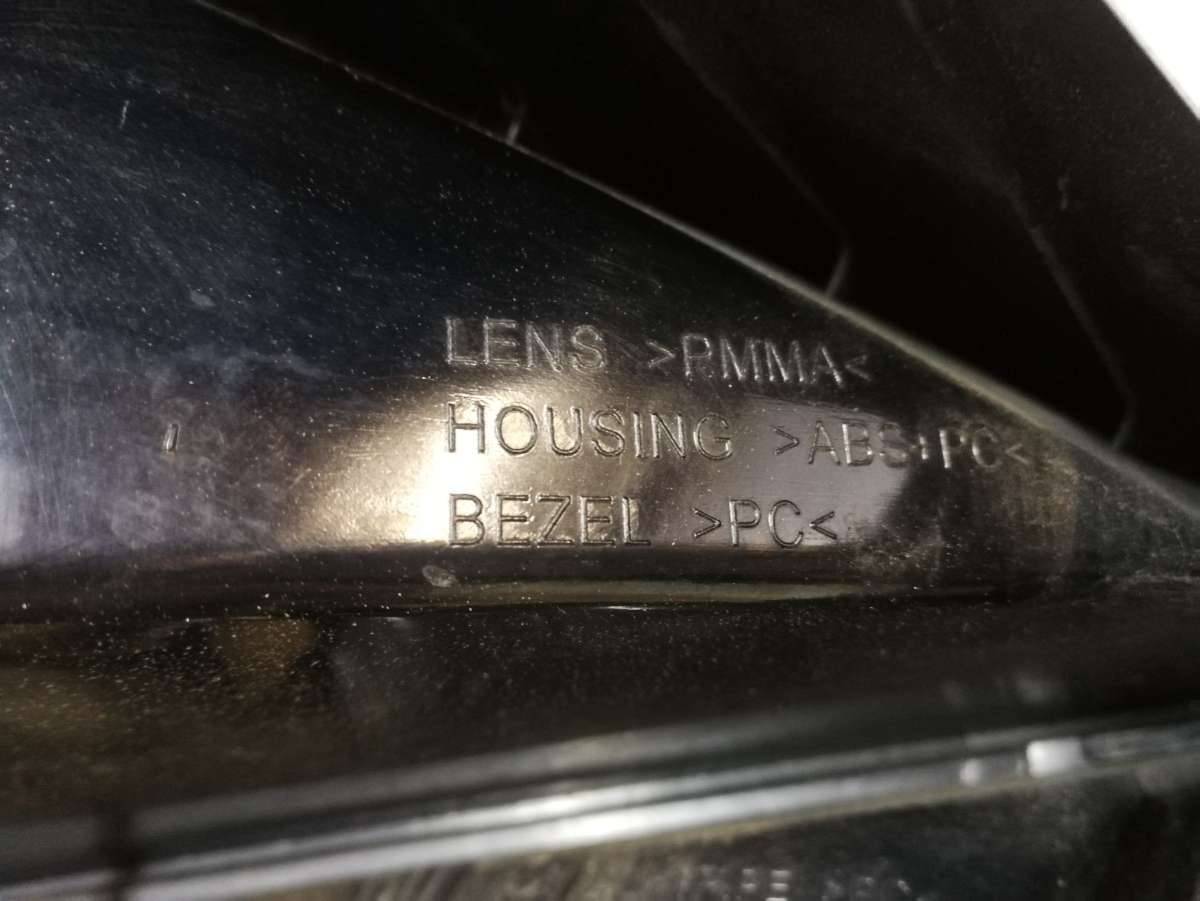 LENS >PMMA<
HOUSING >ABS+PC<
BEZEL >PC<